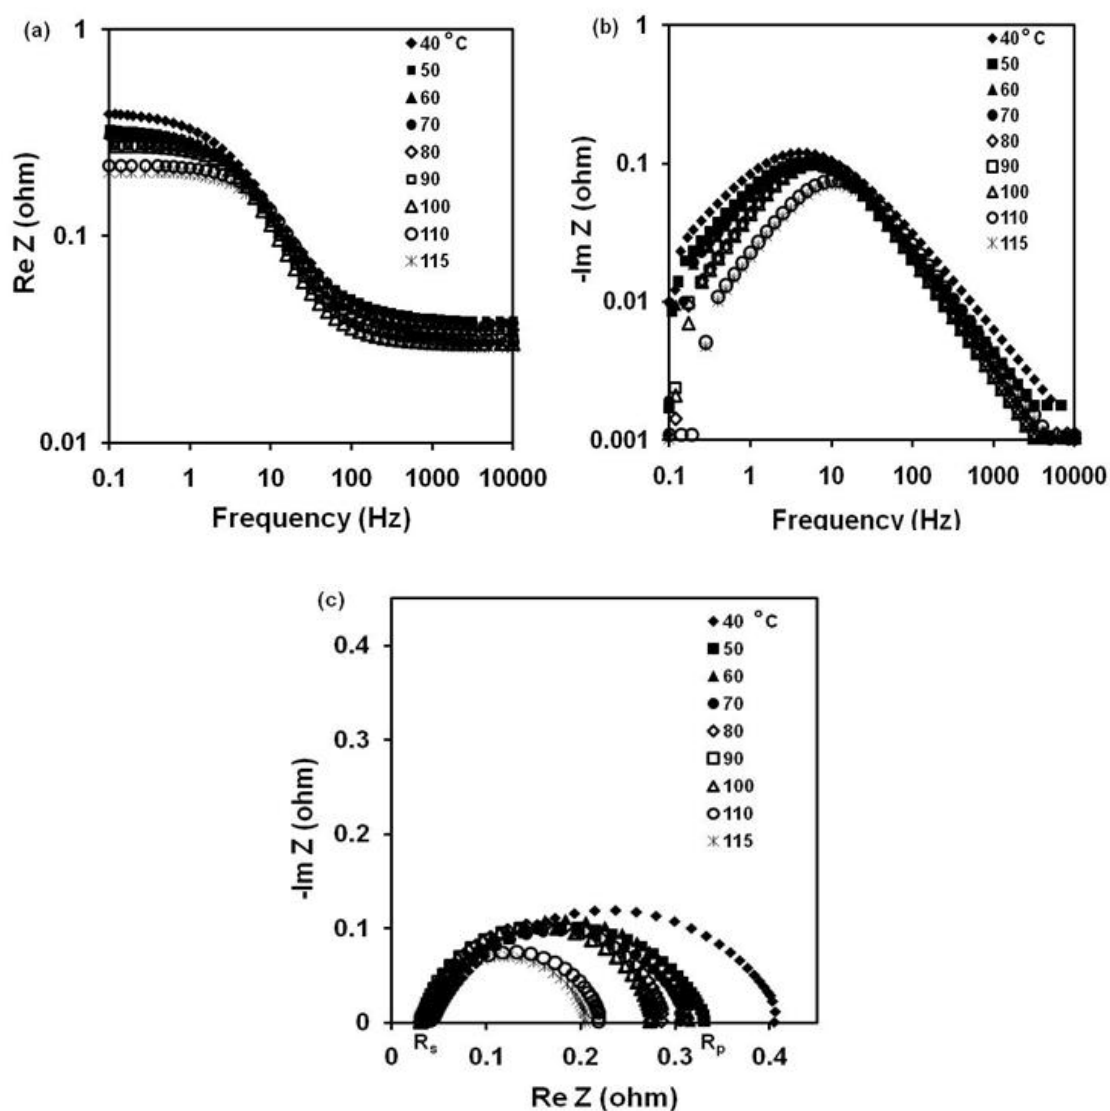 (a)
1
0.1
0.01
Re Z (ohm)
0.1 1 10 100 1000 10000
Frequency (Hz)
40 °C
50
60
70
80
90
100
110
115
(b)
1
0.1
0.01
0.001
-Im Z (ohm)
0.1 1 10 100 1000 10000
Frequency (Hz)
40 °C
50
60
70
80
90
100
110
115
(c)
0.4
0.3
0.2
0.1
0
-Im Z (ohm)
Rs Rp
0 0.1 0.2 0.3 0.4
Re Z (ohm)
40 °C
50
60
70
80
90
100
110
115